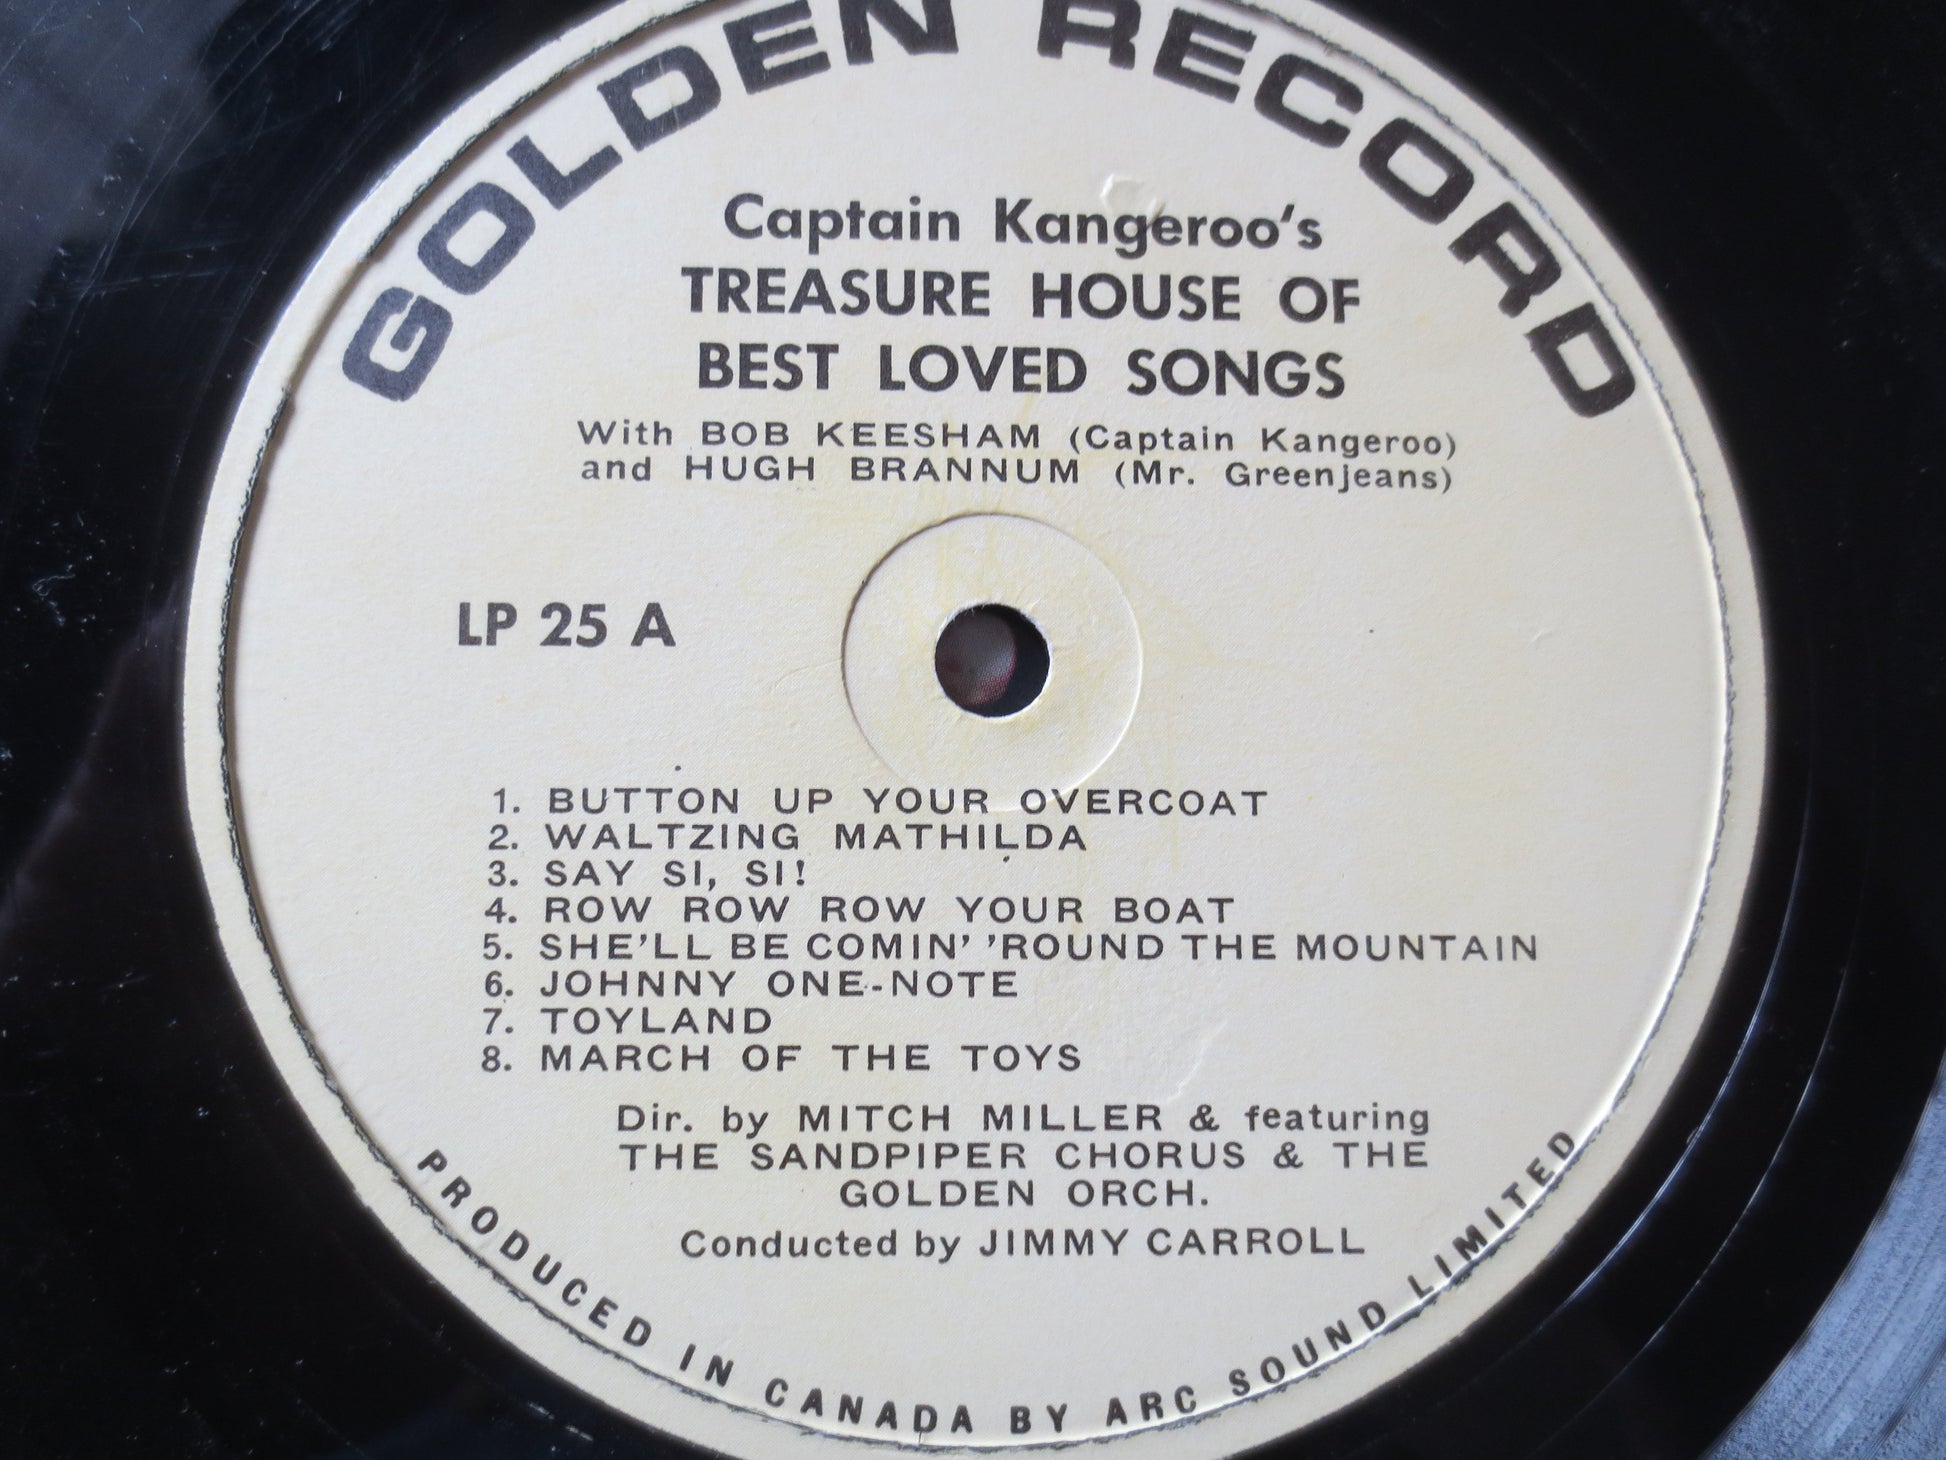 GOLDEN RECORD
Captain Kangeroo's
TREASURE HOUSE OF
BEST LOVED SONGS
With BOB KEESHAM (Captain Kangeroo)
and HUGH BRANNUM (Mr. Greenjeans)
LP 25 A
1. BUTTON UP YOUR OVERCOAT
2. WALTZING MATHILDA
3. SAY SI, SI!
4. ROW ROW ROW YOUR BOAT
5. SHE'LL BE COMIN' 'ROUND THE MOUNTAIN
6. JOHNNY ONE-NOTE
7. TOYLAND
8. MARCH OF THE TOYS
Dir. by MITCH MILLER & featuring
THE SANDPIPER CHORUS & THE
GOLDEN ORCH.
Conducted by JIMMY CARROLL
PRODUCED IN CANADA BY ARC SOUND LIMITED